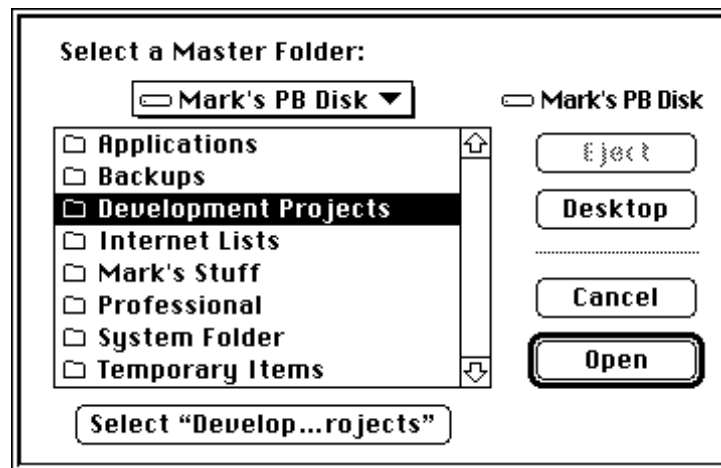 Select a Master Folder:
Mark's PB Disk
Mark's PB Disk
Applications
Backups
Development Projects
Internet Lists
Mark's Stuff
Professional
System Folder
Temporary Items
Eject
Desktop
Cancel
Open
Select “Develop...rojects”